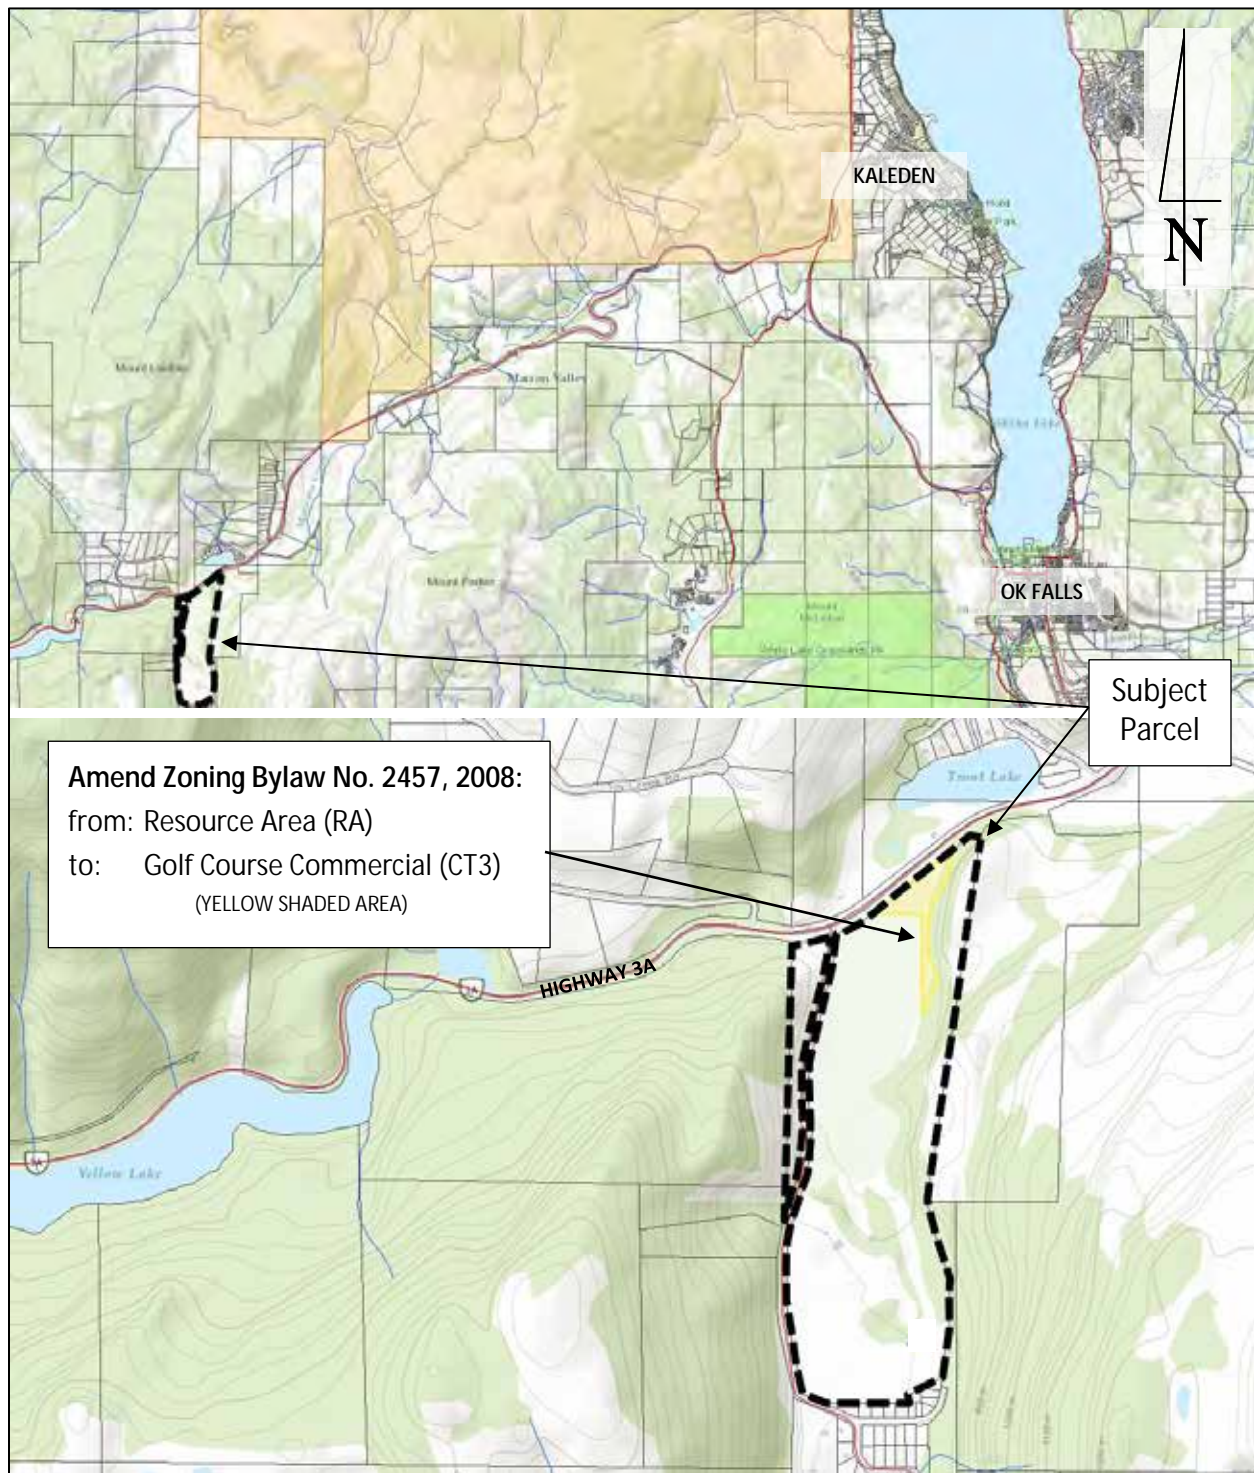 KALEDEN
N
Marron Valley
Mount Parker
OK FALLS
Subject
Parcel
Amend Zoning Bylaw No. 2457, 2008:
from: Resource Area (RA)
to: Golf Course Commercial (CT3)
(YELLOW SHADED AREA)
Trout Lake
HIGHWAY 3A
3A
Yellow Lake